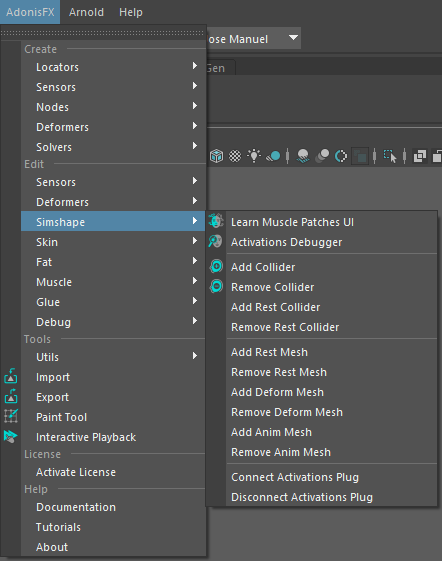 AdonisFX Arnold Help
ose Manuel
Gen
Create
Locators
Sensors
Nodes
Deformers
Solvers
Edit
Sensors
Deformers
Simshape
Skin
Fat
Muscle
Glue
Debug
Tools
Utils
Import
Export
Paint Tool
Interactive Playback
License
Activate License
Help
Documentation
Tutorials
About
Learn Muscle Patches UI
Activations Debugger
Add Collider
Remove Collider
Add Rest Collider
Remove Rest Collider
Add Rest Mesh
Remove Rest Mesh
Add Deform Mesh
Remove Deform Mesh
Add Anim Mesh
Remove Anim Mesh
Connect Activations Plug
Disconnect Activations Plug